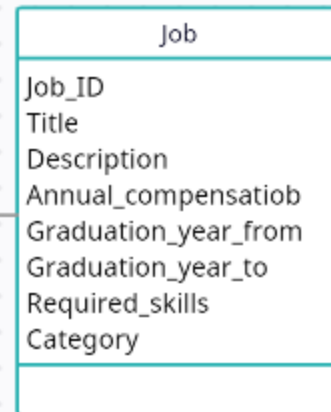 Job
Job_ID
Title
Description
Annual_compensatiob
Graduation_year_from
Graduation_year_to
Required_skills
Category